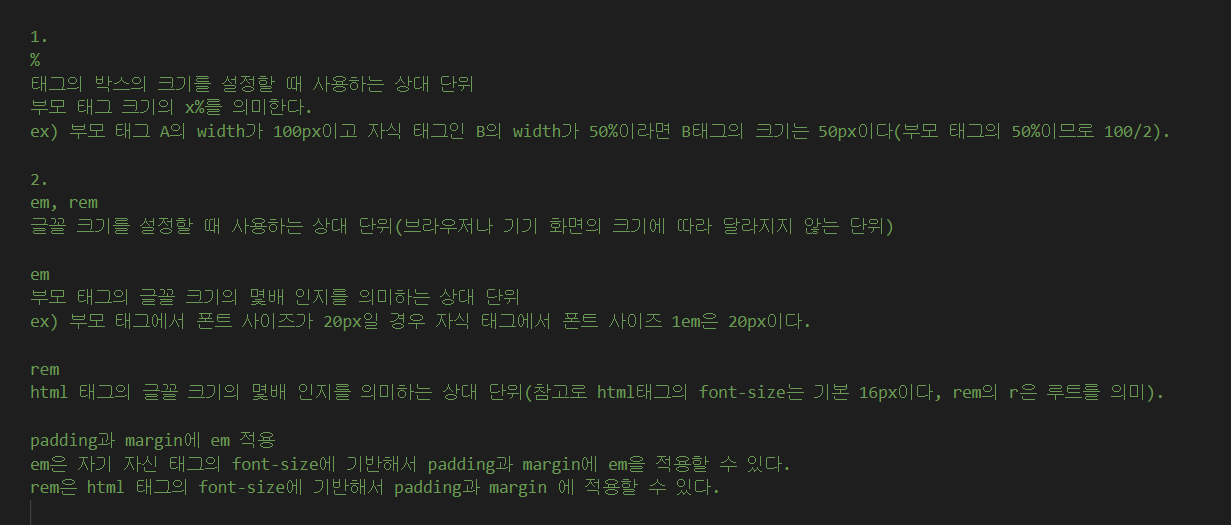 1.
%
태그의 박스의 크기를 설정할 때 사용하는 상대 단위
부모 태그 크기의 x%를 의미한다.
ex) 부모 태그 A의 width가 100px이고 자식 태그인 B의 width가 50%이라면 B태그의 크기는 50px이다(부모 태그의 50%이므로 100/2).
2.
em, rem
글꼴 크기를 설정할 때 사용하는 상대 단위(브라우저나 기기 화면의 크기에 따라 달라지지 않는 단위)
em
부모 태그의 글꼴 크기의 몇배 인지를 의미하는 상대 단위
ex) 부모 태그에서 폰트 사이즈가 20px일 경우 자식 태그에서 폰트 사이즈 1em은 20px이다.
rem
html 태그의 글꼴 크기의 몇배 인지를 의미하는 상대 단위(참고로 html태그의 font-size는 기본 16px이다, rem의 r은 루트를 의미).
padding과 margin에 em 적용
em은 자기 자신 태그의 font-size에 기반해서 padding과 margin에 em을 적용할 수 있다.
rem은 html 태그의 font-size에 기반해서 padding과 margin 에 적용할 수 있다.